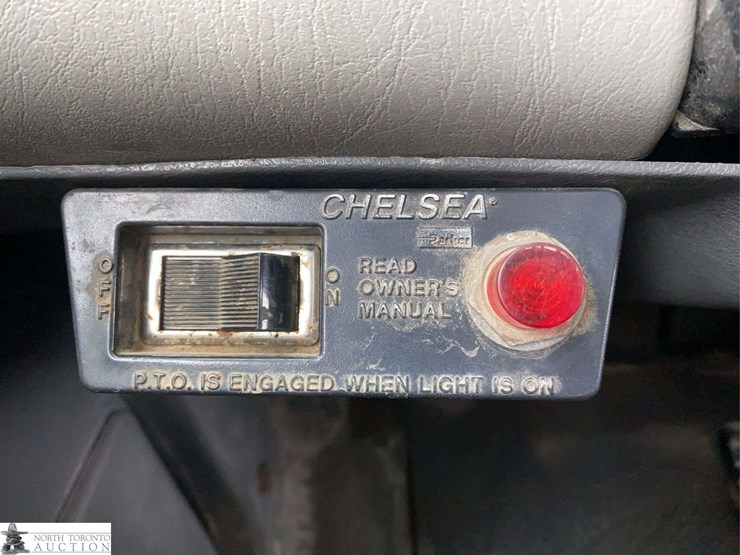 CHELSEA®
Parker
OFF
ON
READ
OWNER'S
MANUAL
P.T.O. IS ENGAGED WHEN LIGHT IS ON
NORTH TORONTO
AUCTION